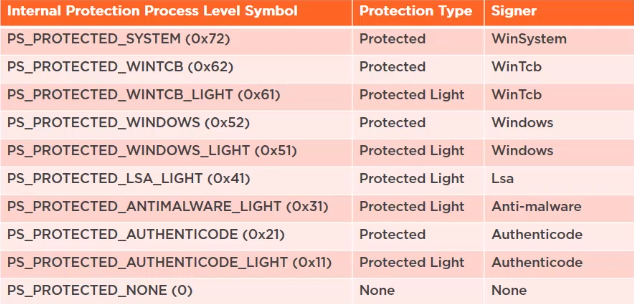 Internal Protection Process Level Symbol Protection Type Signer
PS_PROTECTED_SYSTEM (0x72) Protected WinSystem
PS_PROTECTED_WINTCB (0x62) Protected WinTcb
PS_PROTECTED_WINTCB_LIGHT (0x61) Protected Light WinTcb
PS_PROTECTED_WINDOWS (0x52) Protected Windows
PS_PROTECTED_WINDOWS_LIGHT (0x51) Protected Light Windows
PS_PROTECTED_LSA_LIGHT (0x41) Protected Light Lsa
PS_PROTECTED_ANTIMALWARE_LIGHT (0x31) Protected Light Anti-malware
PS_PROTECTED_AUTHENTICODE (0x21) Protected Authenticode
PS_PROTECTED_AUTHENTICODE_LIGHT (0x11) Protected Light Authenticode
PS_PROTECTED_NONE (0) None None